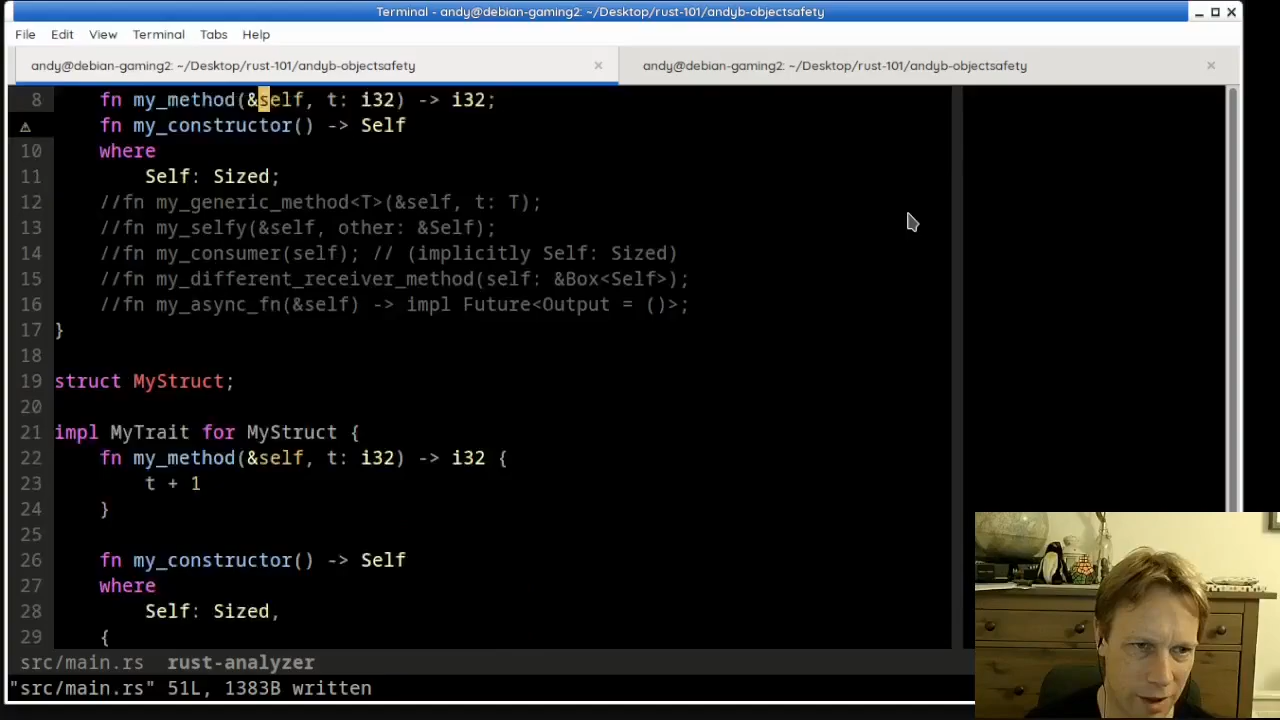 Terminal - andy@debian-gaming2: ~/Desktop/rust-101/andyb-objectsafety
File Edit View Terminal Tabs Help
andy@debian-gaming2: ~/Desktop/rust-101/andyb-objectsafety × andy@debian-gaming2: ~/Desktop/rust-101/andyb-objectsafety ×
8 fn my_method(&self, t: i32) -> i32;
⚠ fn my_constructor() -> Self
10 where
11 Self: Sized;
12 //fn my_generic_method<T>(&self, t: T);
13 //fn my_selfy(&self, other: &Self);
14 //fn my_consumer(self); // (implicitly Self: Sized)
15 //fn my_different_receiver_method(self: &Box<Self>);
16 //fn my_async_fn(&self) -> impl Future<Output = ()>;
17 }
18
19 struct MyStruct;
20
21 impl MyTrait for MyStruct {
22 fn my_method(&self, t: i32) -> i32 {
23 t + 1
24 }
25
26 fn my_constructor() -> Self
27 where
28 Self: Sized,
29 {
src/main.rs rust-analyzer
"src/main.rs" 51L, 1383B written